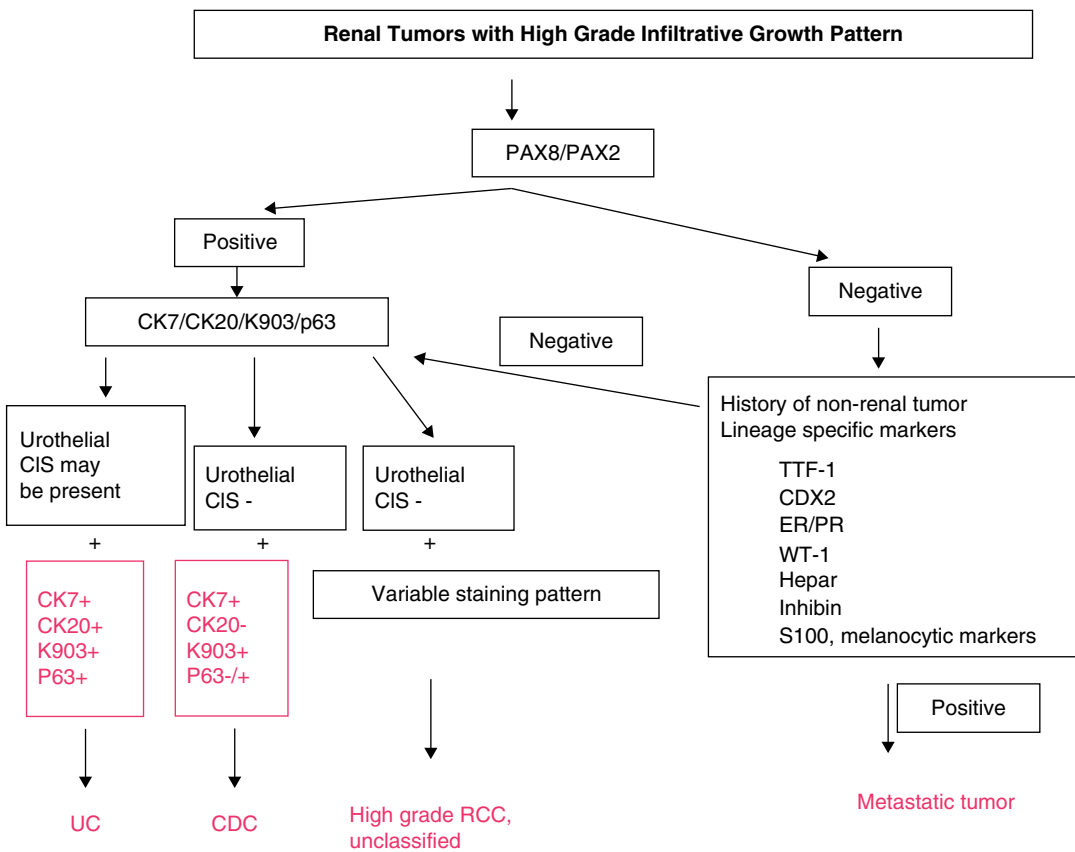 Renal Tumors with High Grade Infiltrative Growth Pattern
PAX8/PAX2
Positive
Negative
CK7/CK20/K903/p63
Negative
Urothelial
CIS may
be present
Urothelial
CIS -
Urothelial
CIS -
History of non-renal tumor
Lineage specific markers
TTF-1
CDX2
ER/PR
WT-1
Hepar
Inhibin
S100, melanocytic markers
+
+
+
CK7+
CK20+
K903+
P63+
CK7+
CK20-
K903+
P63-/+
Variable staining pattern
Positive
UC
CDC
High grade RCC,
unclassified
Metastatic tumor